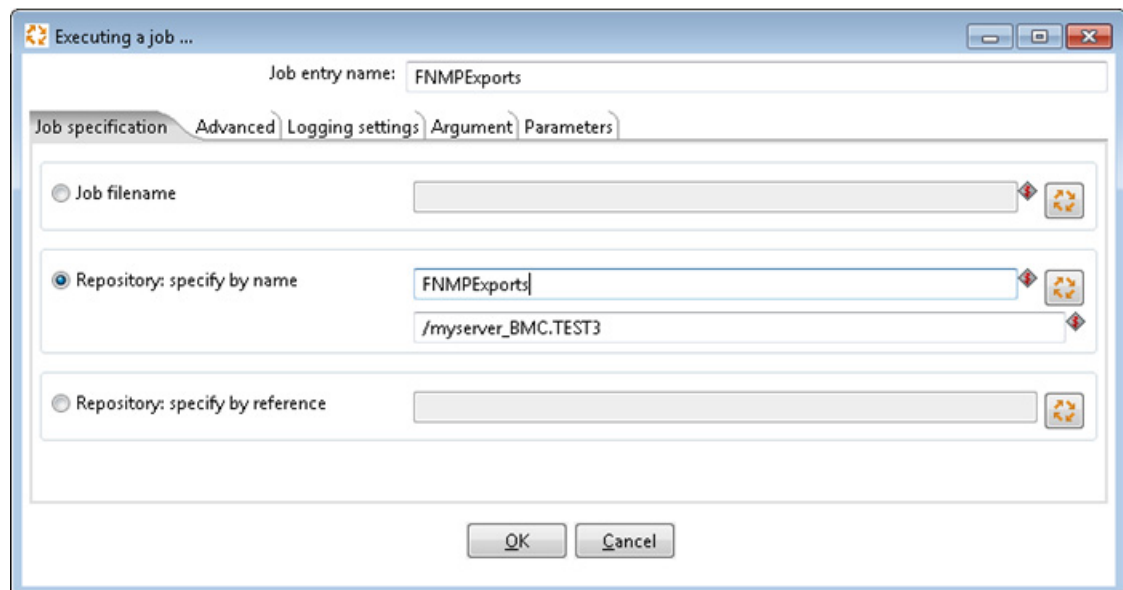 Executing a job ...
Job entry name: FNMPExports
Job specification Advanced Logging settings Argument Parameters
Job filename
Repository: specify by name FNMPExports
/myserver_BMC.TEST3
Repository: specify by reference
OK Cancel